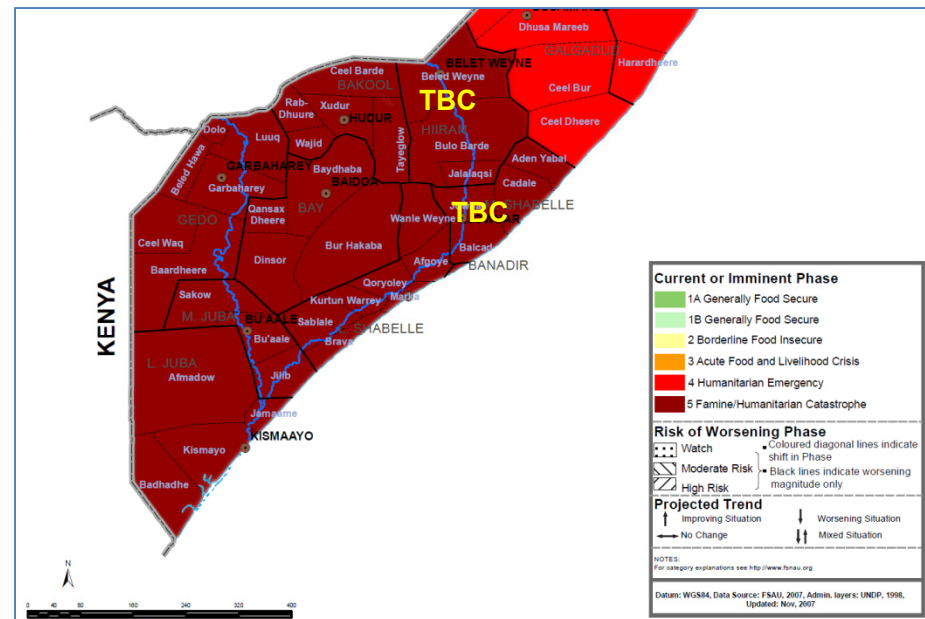 Dhusa Mareeb
GALGADUD
Harardheere
BELET WEYNE
Ceel Barde
Beled Weyne
BAKOOL
Ceel Bur
TBC
Rab-
Dhuure
Xudur
HUDUR
Ceel Dheere
HIIRAN
Dolo
Luuq
Wajid
Tayeglow
Bulo Barde
Aden Yabal
Beled Hawa
GARBAHAREY
Baydhaba
Jalalaqsi
Cadale
Garbaharey
BAIDOA
BAY
TBC
SHABELLE
GEDO
Qansax
Dheere
Wanle Weyne
Ceel Waq
Bur Hakaba
Balcad
Dinsor
Afgoye
BANADIR
Baardheere
Qoryoley
Sakow
Kurtun Warrey
Marka
M. JUBA
BU'AALE
Sablale
L. SHABELLE
Bu'aale
Brava
KENYA
L. JUBA
Afmadow
Jilib
Jamaame
KISMAAYO
Kismayo
Badhadhe
N
0 40 80 160 240 320 400
Current or Imminent Phase
1A Generally Food Secure
1B Generally Food Secure
2 Borderline Food Insecure
3 Acute Food and Livelihood Crisis
4 Humanitarian Emergency
5 Famine/Humanitarian Catastrophe
Risk of Worsening Phase
Watch
Moderate Risk
High Risk
Coloured diagonal lines indicate
shift in Phase
Black lines indicate worsening
magnitude only
Projected Trend
Improving Situation
Worsening Situation
No Change
Mixed Situation
NOTES:
For category explanations see http://www.fsnau.org
Datum: WGS84, Data Source: FSAU, 2007, Admin. layers: UNDP, 1998,
Updated: Nov, 2007